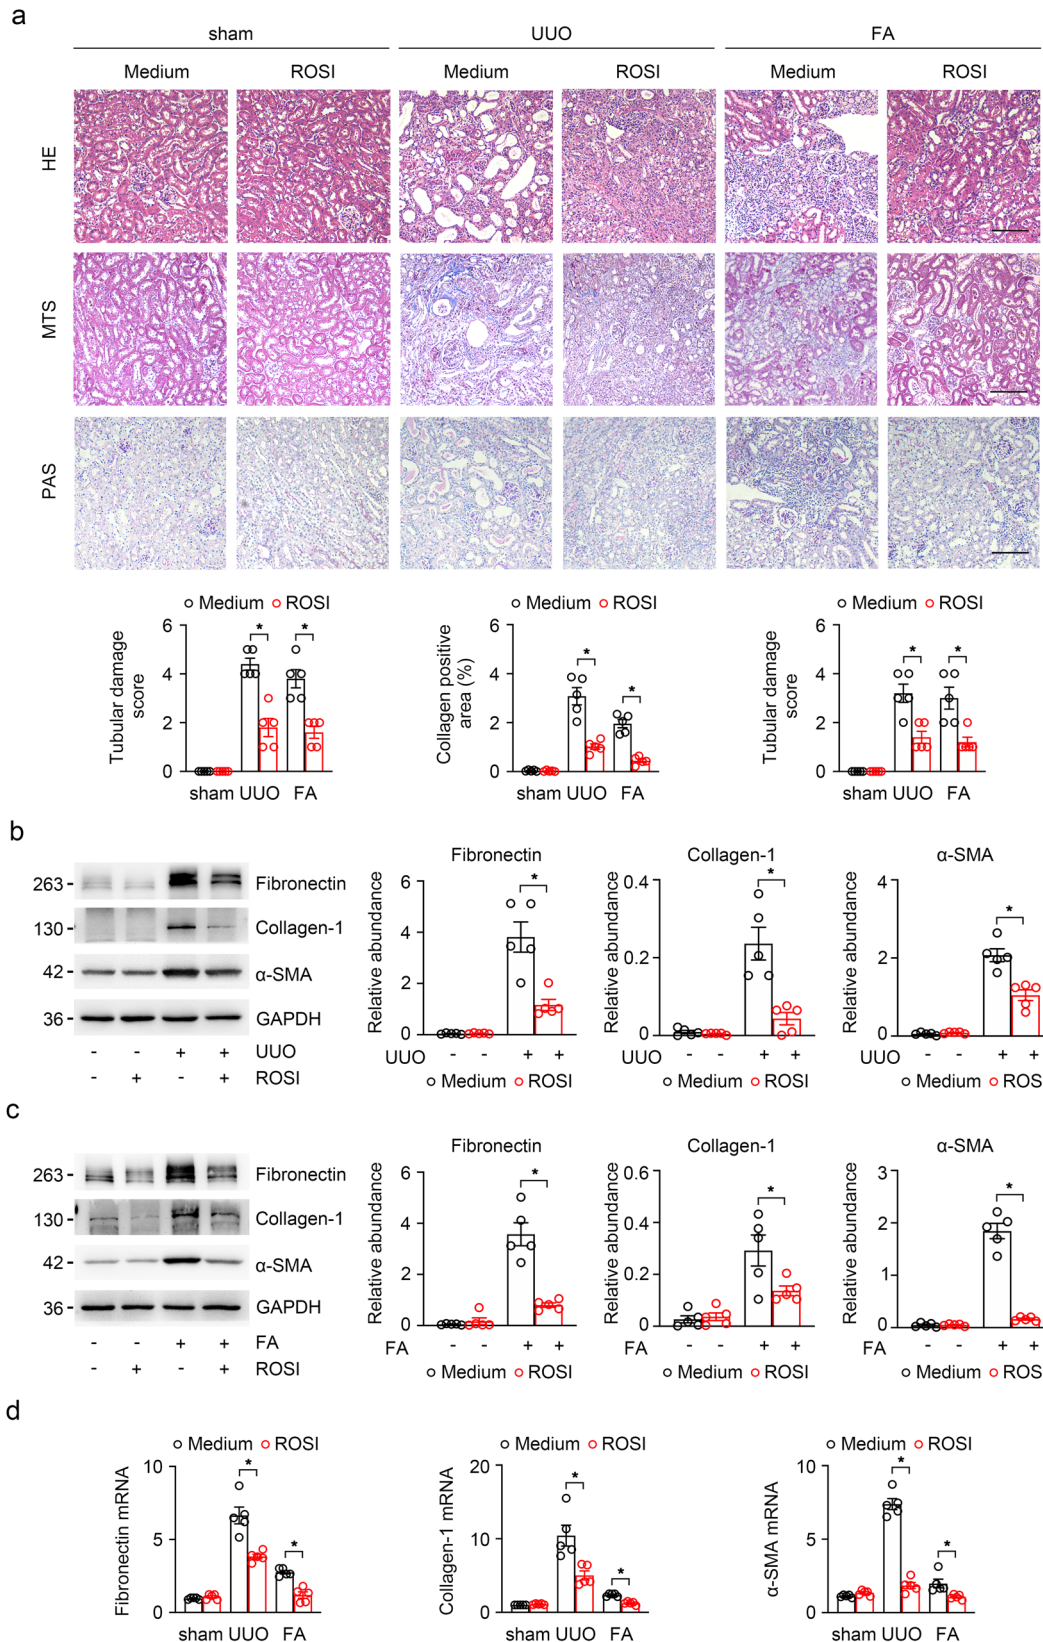 a
sham UUO FA
Medium ROSI Medium ROSI Medium ROSI
HE
MTS
PAS
Medium ROSI
Tubular damage score
6
4
2
0
* *
sham UUO FA
Medium ROSI
Collagen positive area (%)
6
4
2
0
* *
sham UUO FA
Medium ROSI
Tubular damage score
6
4
2
0
* *
sham UUO FA
b
263 - Fibronectin
130 - Collagen-1
42 - α-SMA
36 - GAPDH
- - + + UUO
- + - + ROSI
Fibronectin
Relative abundance
6
4
2
0
*
UUO - - + +
Medium ROSI
Collagen-1
Relative abundance
0.4
0.2
0
*
UUO - - + +
Medium ROSI
α-SMA
Relative abundance
4
2
0
*
UUO - - + +
Medium ROS
c
263 - Fibronectin
130 - Collagen-1
42 - α-SMA
36 - GAPDH
- - + + FA
- + - + ROSI
Fibronectin
Relative abundance
6
4
2
0
*
FA - - + +
Medium ROSI
Collagen-1
Relative abundance
0.6
0.4
0.2
0
*
FA - - + +
Medium ROSI
α-SMA
Relative abundance
3
2
1
0
*
FA - - + +
Medium ROS
d
Medium ROSI
Fibronectin mRNA
10
5
0
* *
sham UUO FA
Medium ROSI
Collagen-1 mRNA
20
10
0
* *
sham UUO FA
Medium ROSI
α-SMA mRNA
10
5
0
* *
sham UUO FA